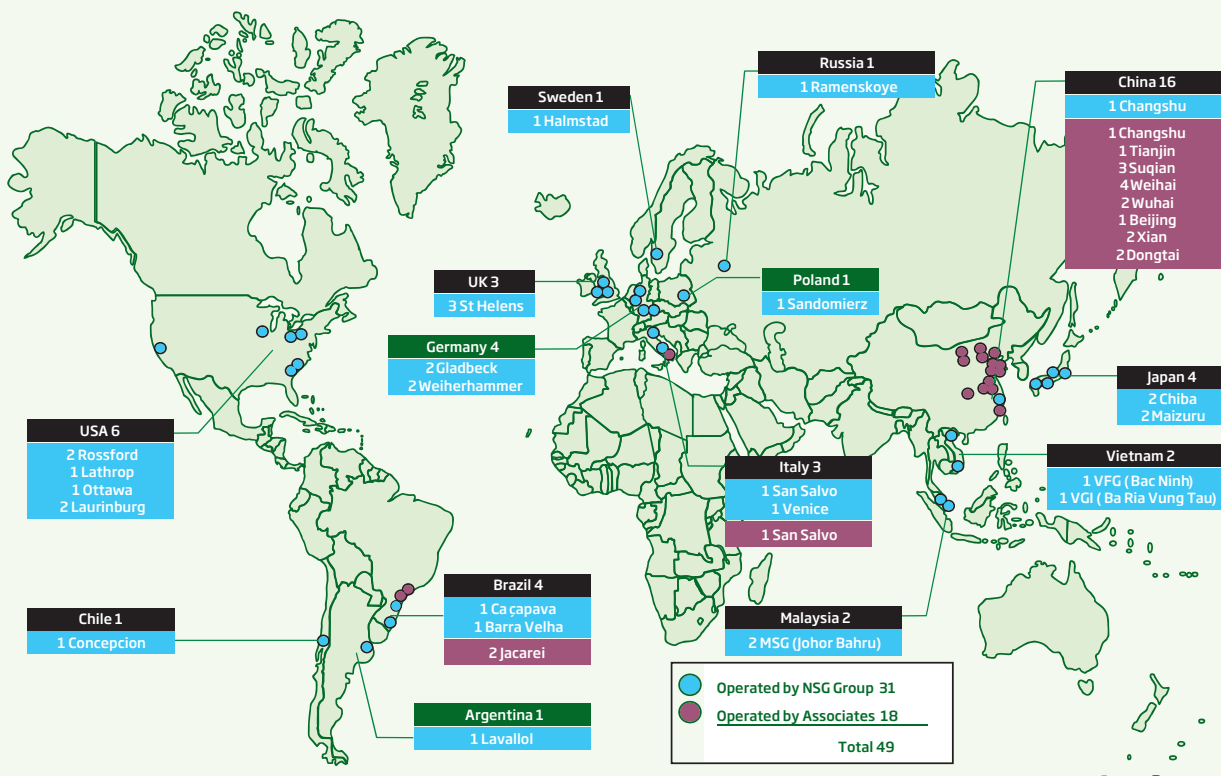 Russia 1
1 Ramenskoye
China 16
1 Changshu
1 Changshu
1 Tianjin
3 Suqian
4 Weihai
2 Wuhai
1 Beijing
2 Xian
2 Dongtai
Sweden 1
1 Halmstad
UK 3
3 St Helens
Poland 1
1 Sandomierz
Germany 4
2 Gladbeck
2 Weiherhammer
Japan 4
2 Chiba
2 Maizuru
USA 6
2 Rossford
1 Lathrop
1 Ottawa
2 Laurinburg
Italy 3
1 San Salvo
1 Venice
1 San Salvo
Vietnam 2
1 VFG ( Bac Ninh)
1 VGI ( Ba Ria Vung Tau)
Brazil 4
1 Ca çapava
1 Barra Velha
2 Jacarei
Chile 1
1 Concepcion
Malaysia 2
2 MSG (Johor Bahru)
Argentina 1
1 Lavallol
Operated by NSG Group 31
Operated by Associates 18
Total 49